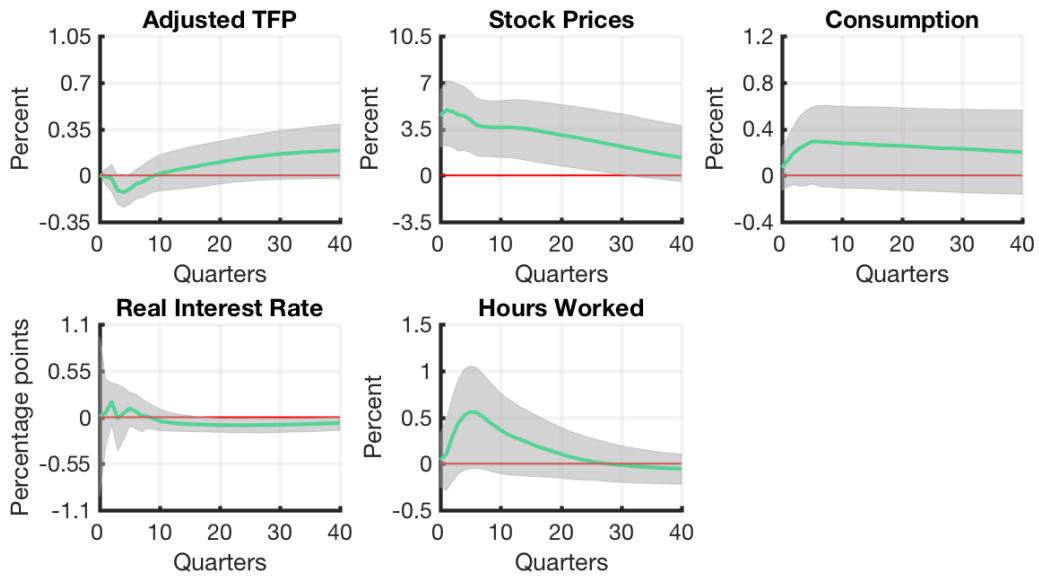 Adjusted TFP
1.05
0.7
0.35
0
-0.35
Percent
0 10 20 30 40
Quarters
Stock Prices
10.5
7
3.5
0
-3.5
Percent
0 10 20 30 40
Quarters
Consumption
1.2
0.8
0.4
0
-0.4
Percent
0 10 20 30 40
Quarters
Real Interest Rate
1.1
0.55
0
-0.55
-1.1
Percentage points
0 10 20 30 40
Quarters
Hours Worked
1.5
1
0.5
0
-0.5
Percent
0 10 20 30 40
Quarters